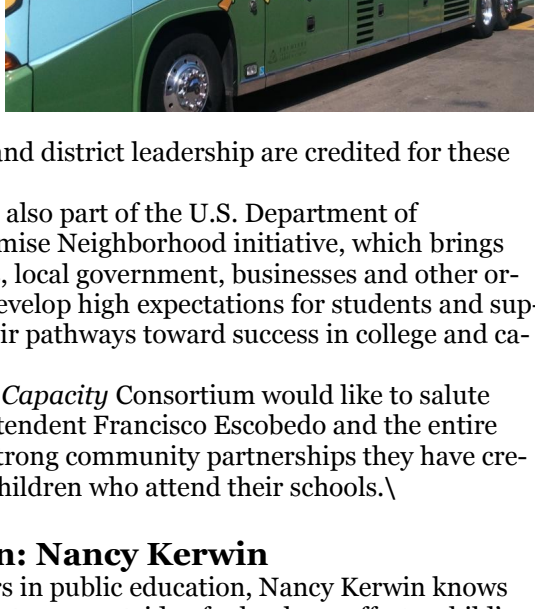 and district leadership are credited for these
also part of the U.S. Department of
mise Neighborhood initiative, which brings
, local government, businesses and other or-
evelop high expectations for students and sup-
ir pathways toward success in college and ca-
Capacity Consortium would like to salute
tendent Francisco Escobedo and the entire
trong community partnerships they have cre-
hildren who attend their schools.\
n: Nancy Kerwin
rs in public education, Nancy Kerwin knows